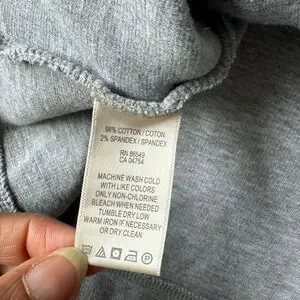 98% COTTON / COTON
2% SPANDEX / SPANDEX
RN 86549
CA 04754
MACHINE WASH COLD
WITH LIKE COLORS
ONLY NON-CHLORINE
BLEACH WHEN NEEDED
TUMBLE DRY LOW
WARM IRON IF NECESSARY
OR DRY CLEAN